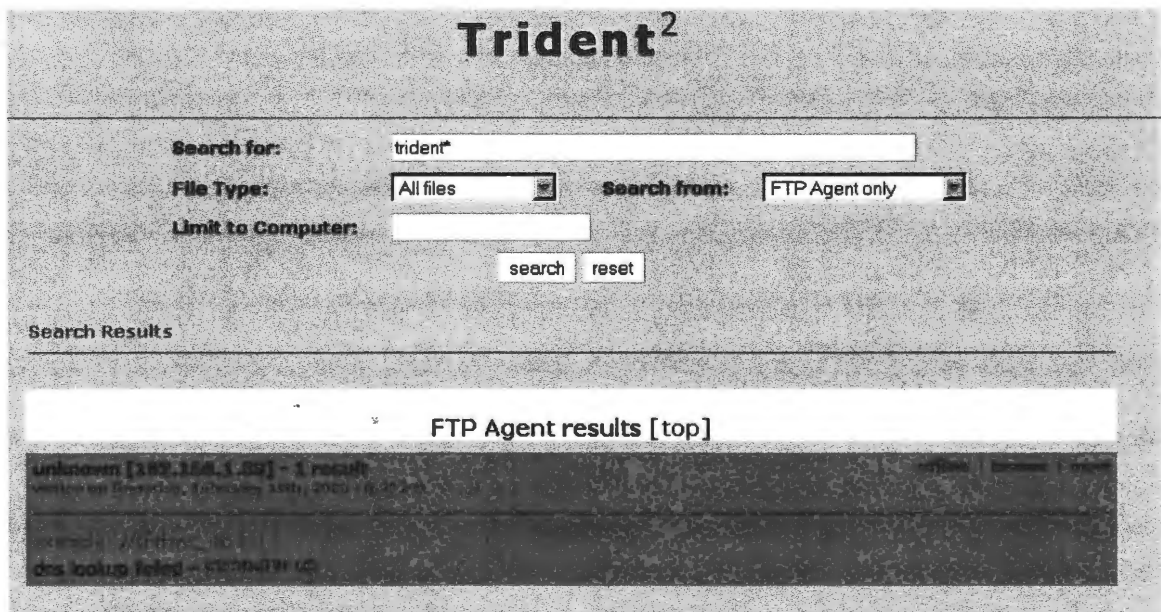 Trident²
Search for: trident*
File Type: All files Search from: FTP Agent only
Limit to Computer:
search reset
Search Results
FTP Agent results [top]
unknown - 1 result
dns lookup failed -